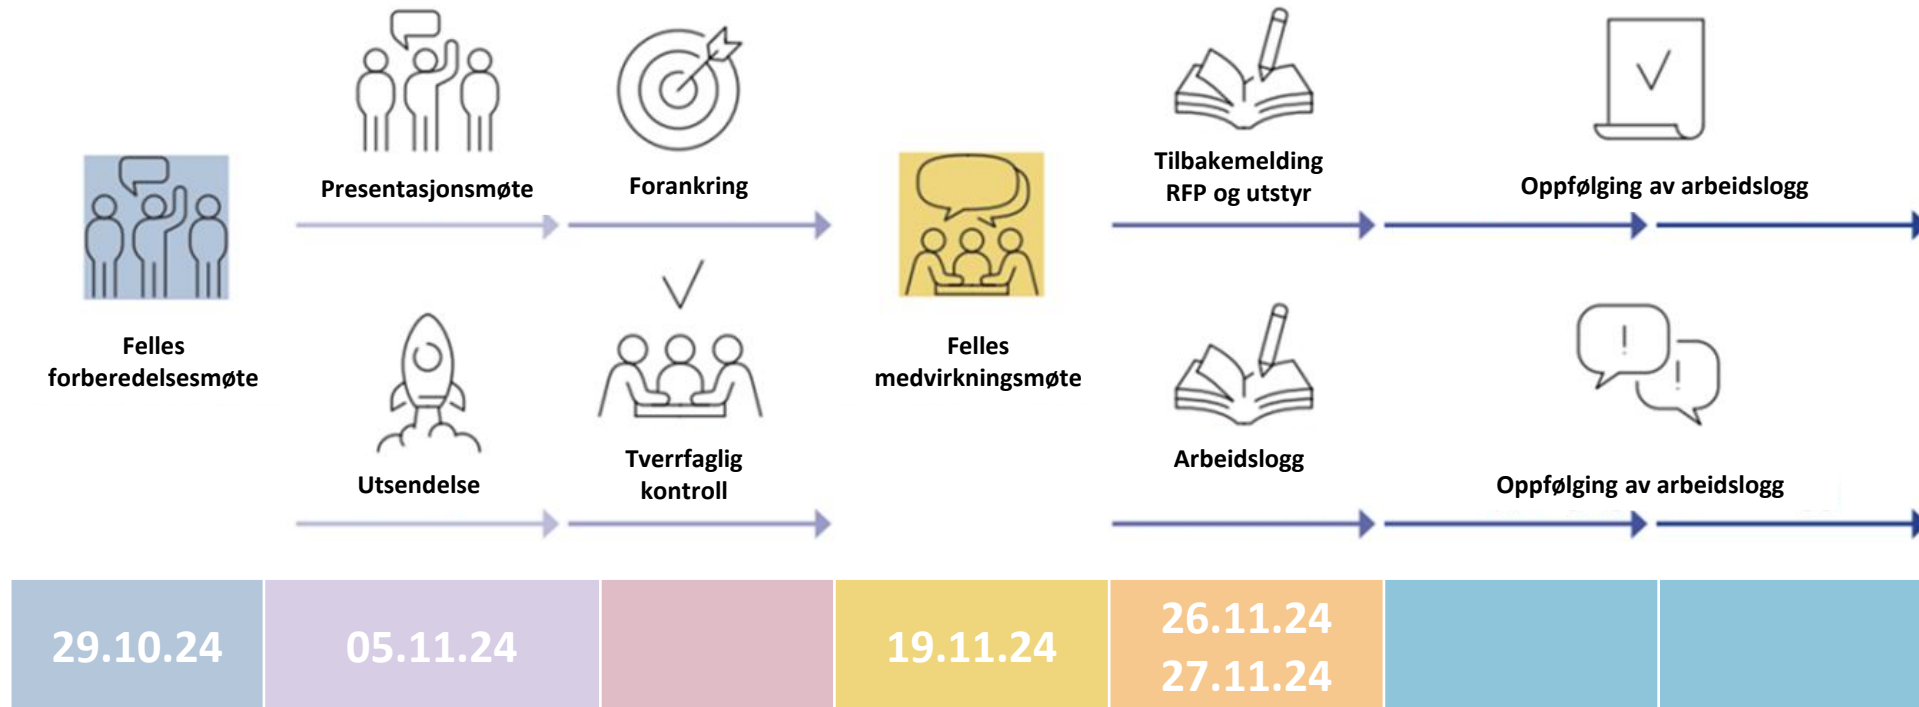 Presentasjonsmøte
Forankring
Tilbakemelding
RFP og utstyr
Oppfølging av arbeidslogg
Felles
forberedelsesmøte
Felles
medvirkningsmøte
Utsendelse
Tverrfaglig
kontroll
Arbeidslogg
Oppfølging av arbeidslogg
29.10.24
05.11.24
19.11.24
26.11.24
27.11.24